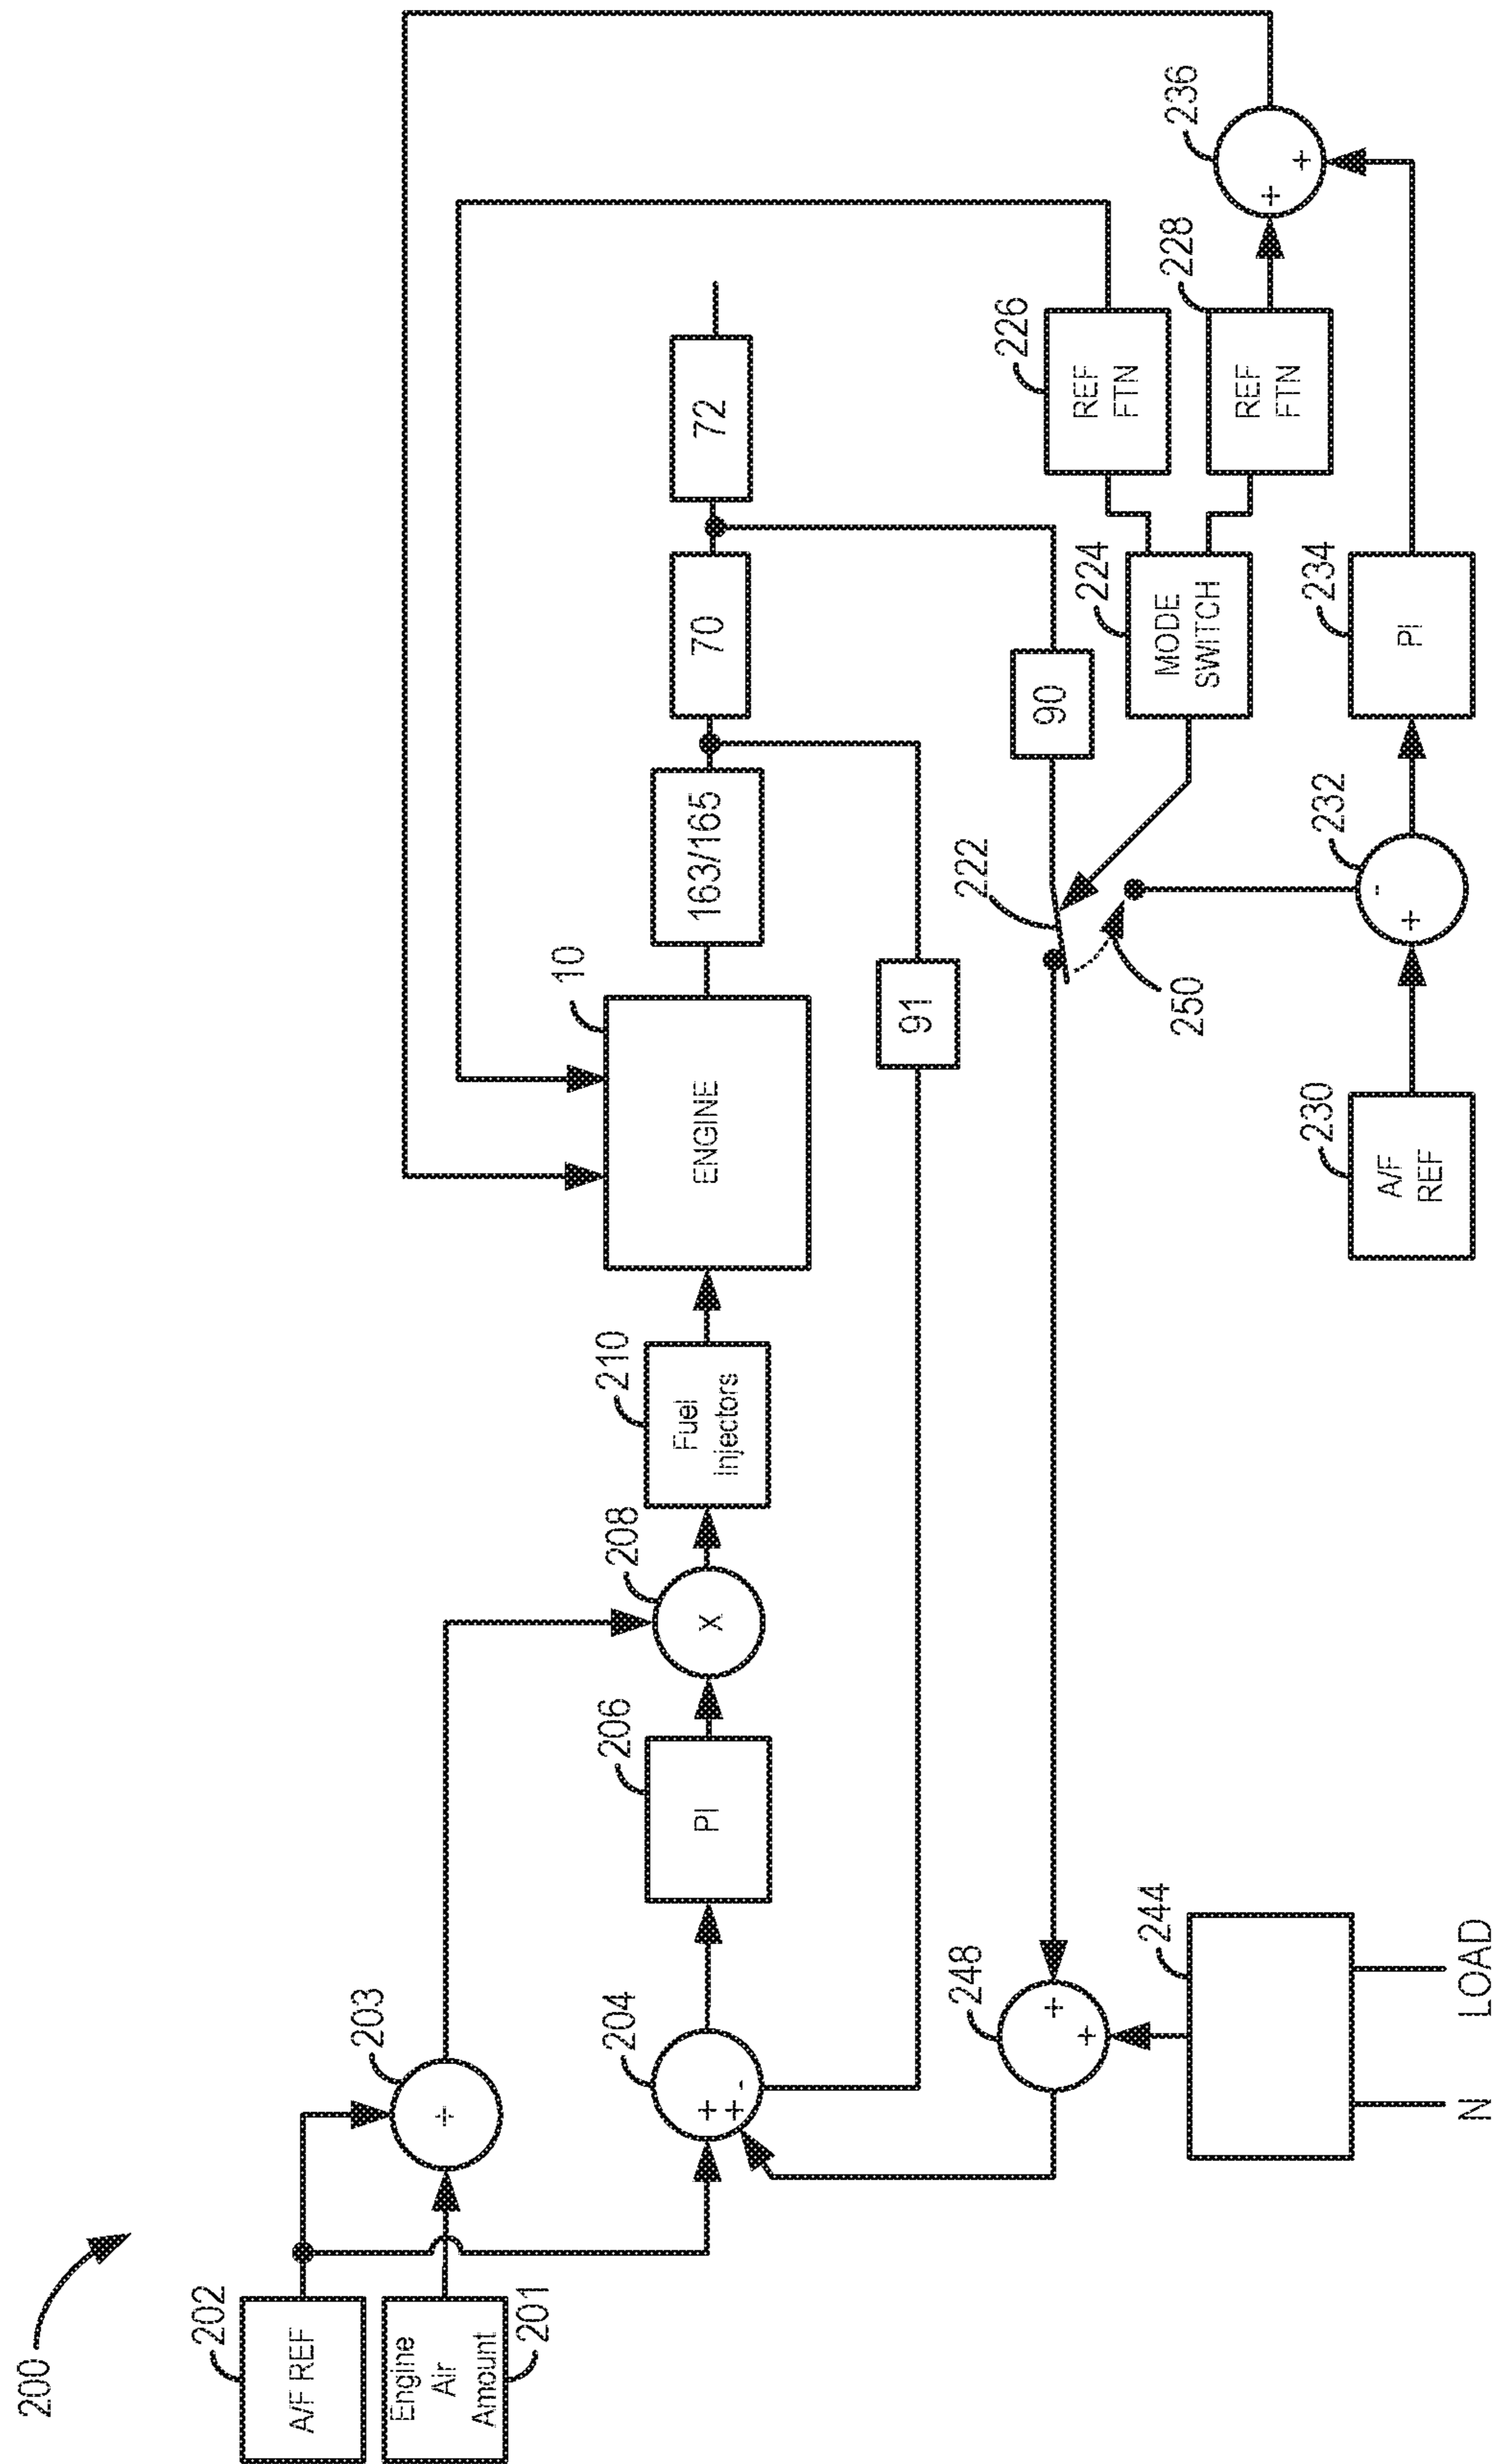 200
202
A/F REF
Engine
Air
Amount
201
203
÷
204
+
+
-
206
PI
208
X
210
Fuel
Injectors
10
ENGINE
163/165
70
72
91
90
222
250
224
MODE
SWITCH
226
REF
FTN
228
REF
FTN
236
+
+
248
+
+
244
N
LOAD
230
A/F
REF
232
+
-
234
PI